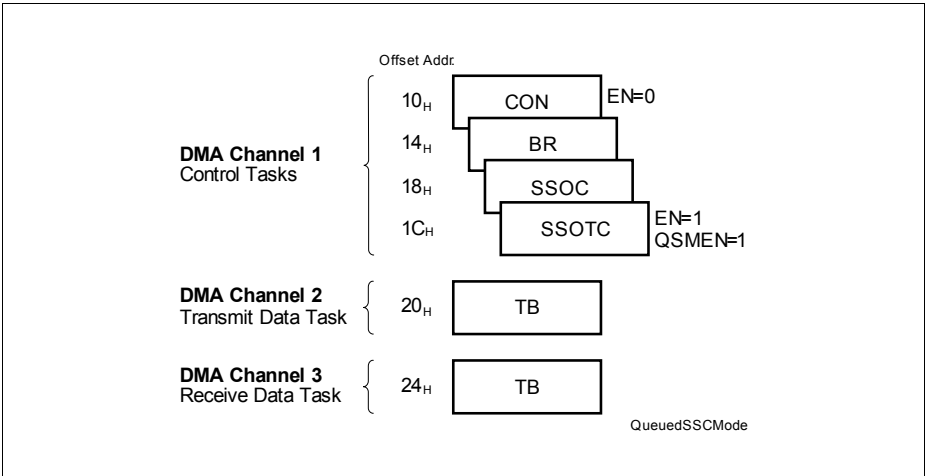 Offset Addr.
10H CON EN=0
14H BR
DMA Channel 1
Control Tasks
18H SSOC
1CH SSOTC EN=1
QSMEN=1
DMA Channel 2
Transmit Data Task
20H TB
DMA Channel 3
Receive Data Task
24H TB
QueuedSSCMode